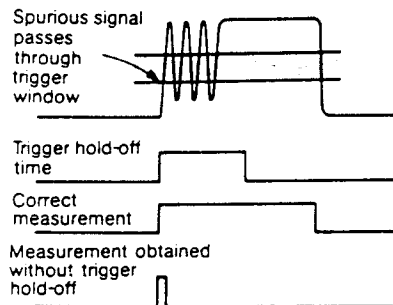 Spurious signal
passes
through
trigger
window
Trigger hold-off
time
Correct
measurement
Measurement obtained
without trigger
hold-off